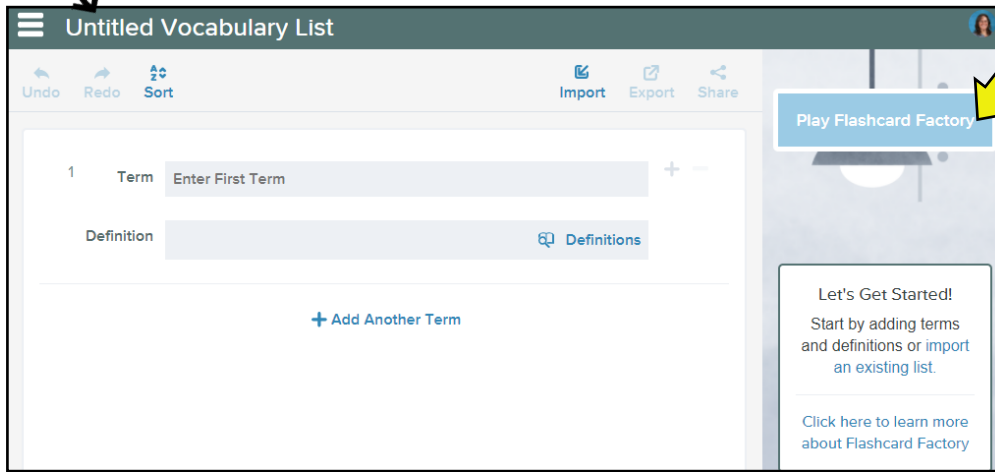 Untitled Vocabulary List
Undo Redo Sort Import Export Share
Play Flashcard Factory
1 Term Enter First Term
Definition Definitions
+ Add Another Term
Let's Get Started!
Start by adding terms
and definitions or import
an existing list.
Click here to learn more
about Flashcard Factory